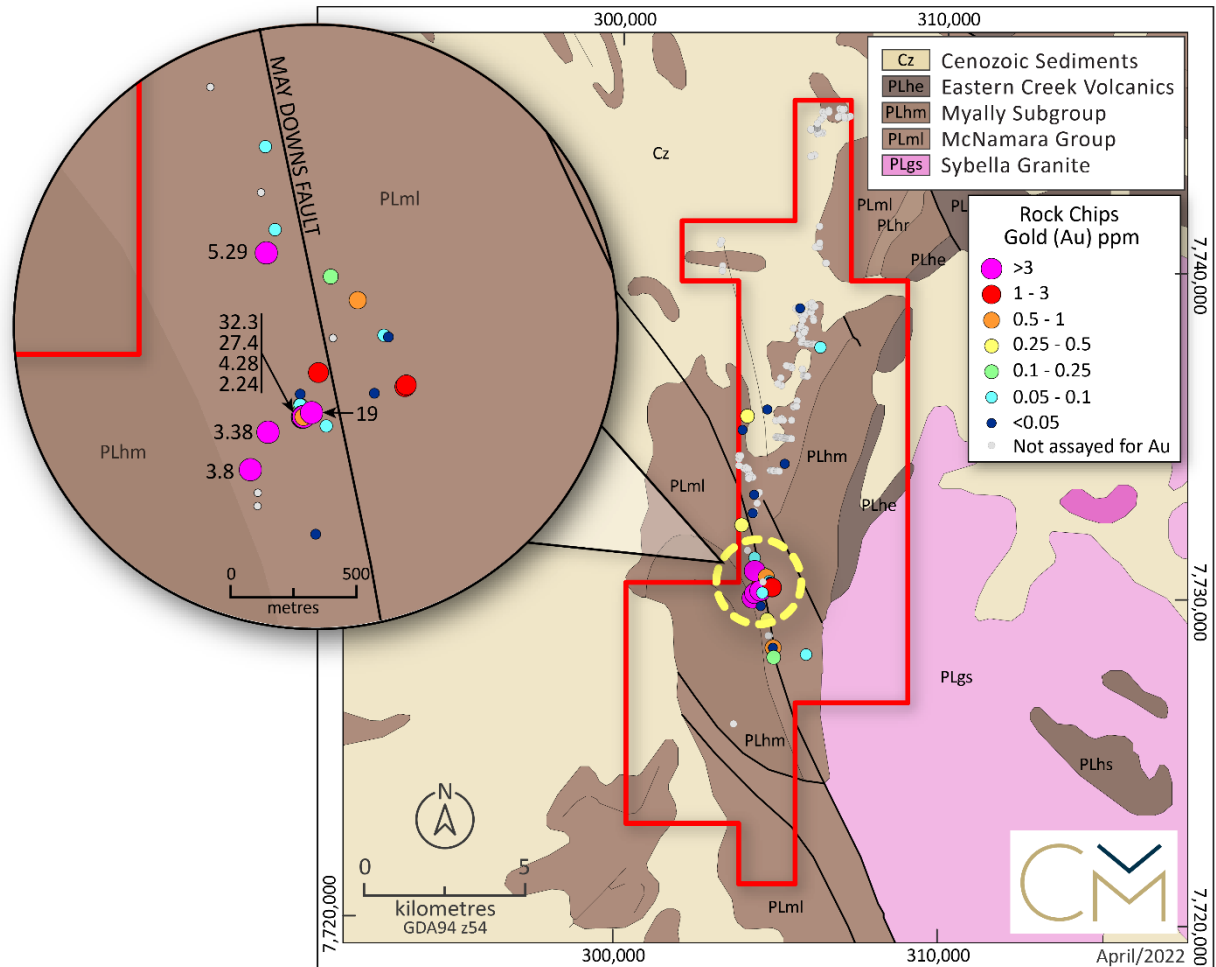 300,000
310,000
Cz Cenozoic Sediments
PLhe Eastern Creek Volcanics
PLhm Myally Subgroup
PLml McNamara Group
PLgs Sybella Granite
Rock Chips
Gold (Au) ppm
>3
1 - 3
0.5 - 1
0.25 - 0.5
0.1 - 0.25
0.05 - 0.1
<0.05
Not assayed for Au
MAY DOWNS FAULT
PLml
5.29
32.3
27.4
4.28
2.24
19
3.38
3.8
PLhm
0
500
metres
Cz
PLml
PL
PLhr
PLhe
7,740,000
PLhm
PLml
PLhe
7,730,000
PLgs
PLhm
PLhs
N
0
5
kilometres
GDA94 z54
PLml
CM
7,720,000
7,720,000
300,000
310,000
April/2022